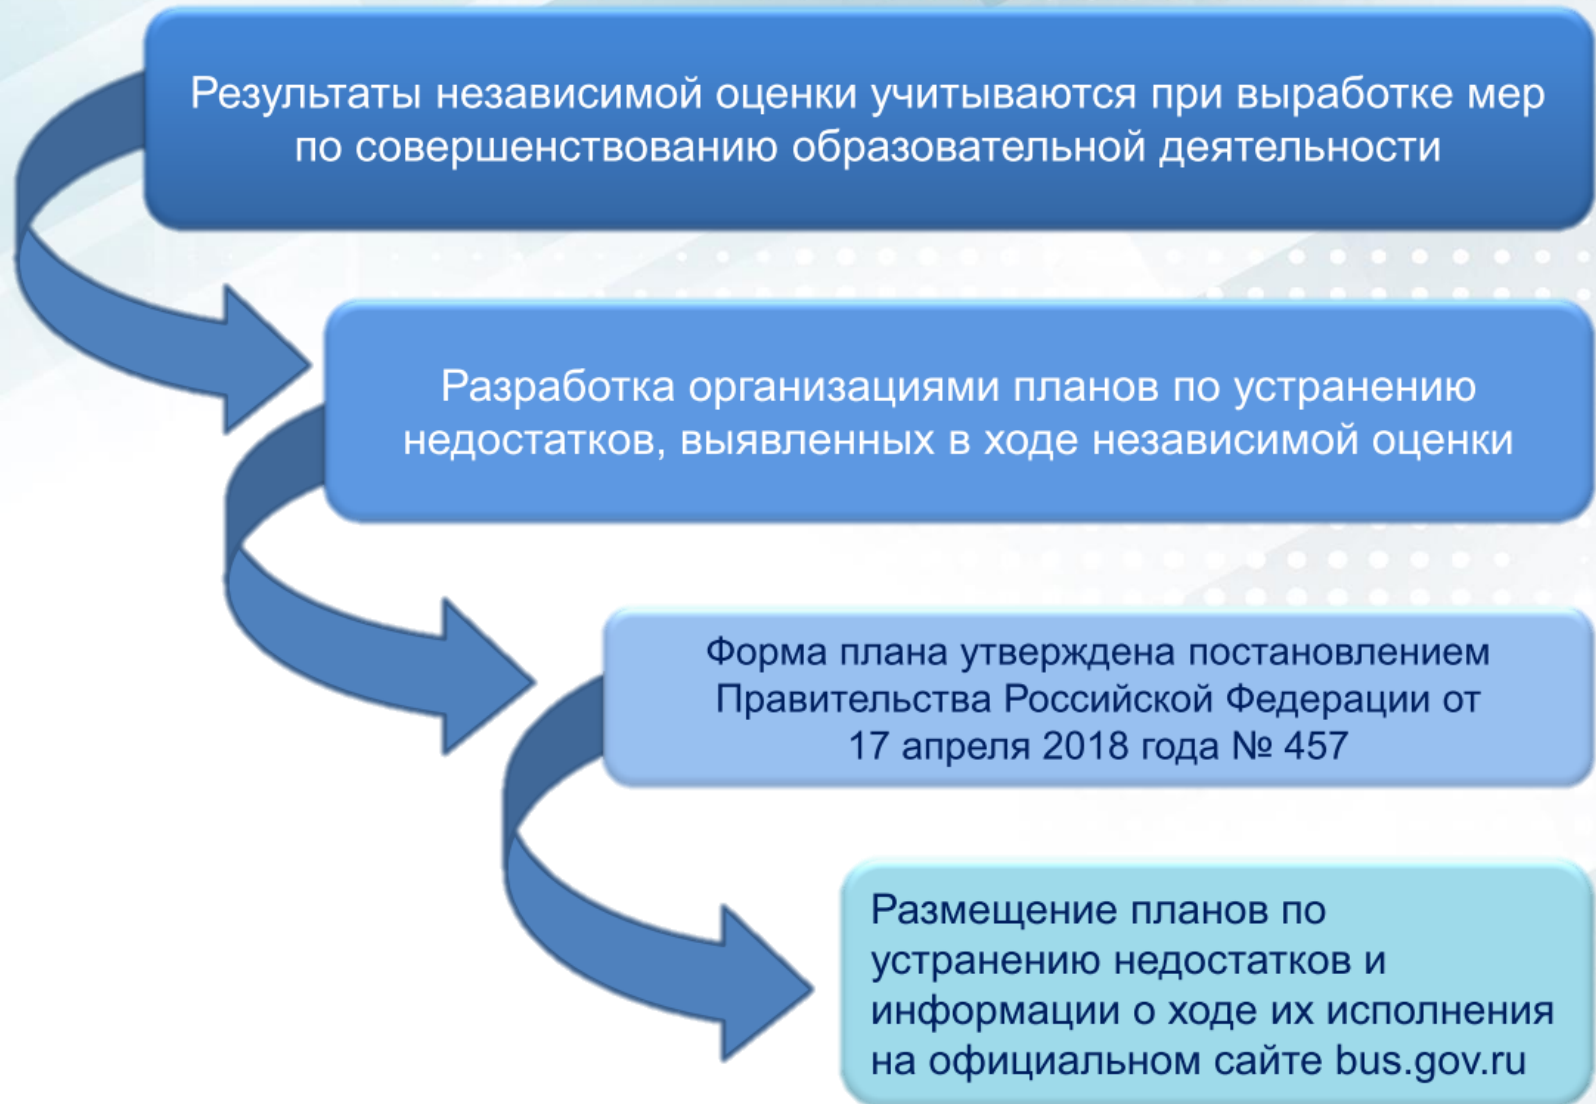 Результаты независимой оценки учитываются при выработке мер
по совершенствованию образовательной деятельности
Разработка организациями планов по устранению
недостатков, выявленных в ходе независимой оценки
Форма плана утверждена постановлением
Правительства Российской Федерации от
17 апреля 2018 года № 457
Размещение планов по
устранению недостатков и
информации о ходе их исполнения
на официальном сайте bus.gov.ru